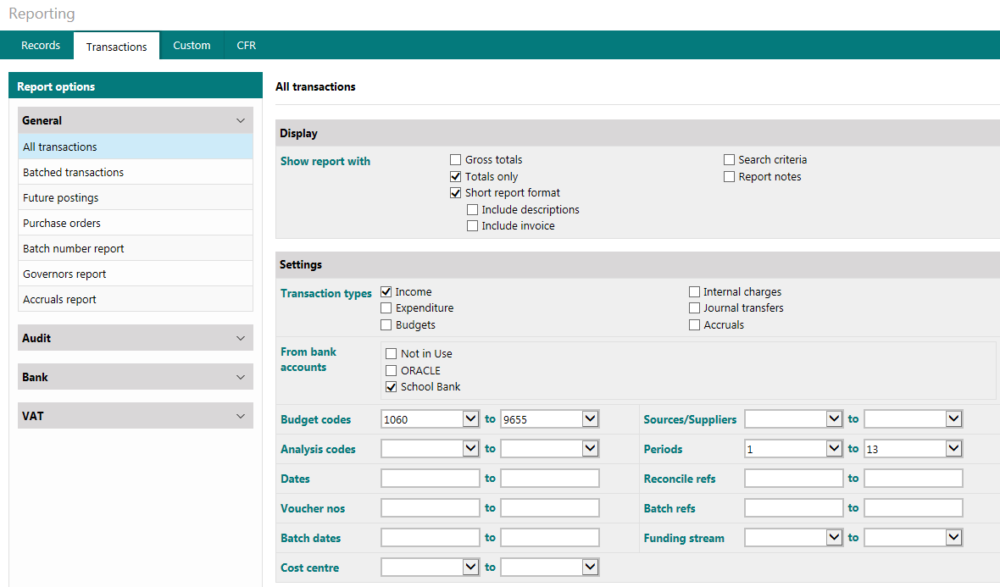 Reporting
Records Transactions Custom CFR
Report options
General
All transactions
Batched transactions
Future postings
Purchase orders
Batch number report
Governors report
Accruals report
Audit
Bank
VAT
All transactions
Display
Show report with
Gross totals
Totals only
Short report format
Include descriptions
Include invoice
Search criteria
Report notes
Settings
Transaction types
Income
Expenditure
Budgets
Internal charges
Journal transfers
Accruals
From bank
accounts
Not in Use
ORACLE
School Bank
Budget codes 1060 to 9655 Sources/Suppliers to
Analysis codes to Periods 1 to 13
Dates to Reconcile refs to
Voucher nos to Batch refs to
Batch dates to Funding stream to
Cost centre to